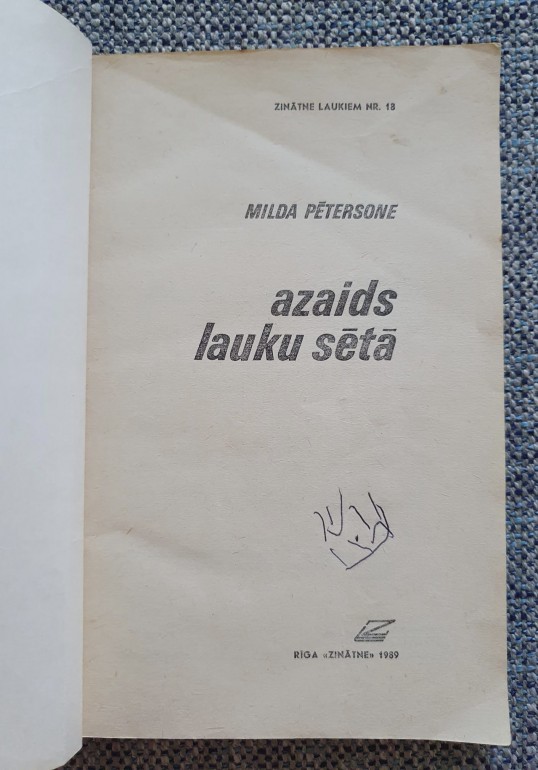 ZINĀTNE LAUKIEM NR. 18
MILDA PĒTERSONE
azaids
lauku sētā
RĪGA «ZINĀTNE» 1989